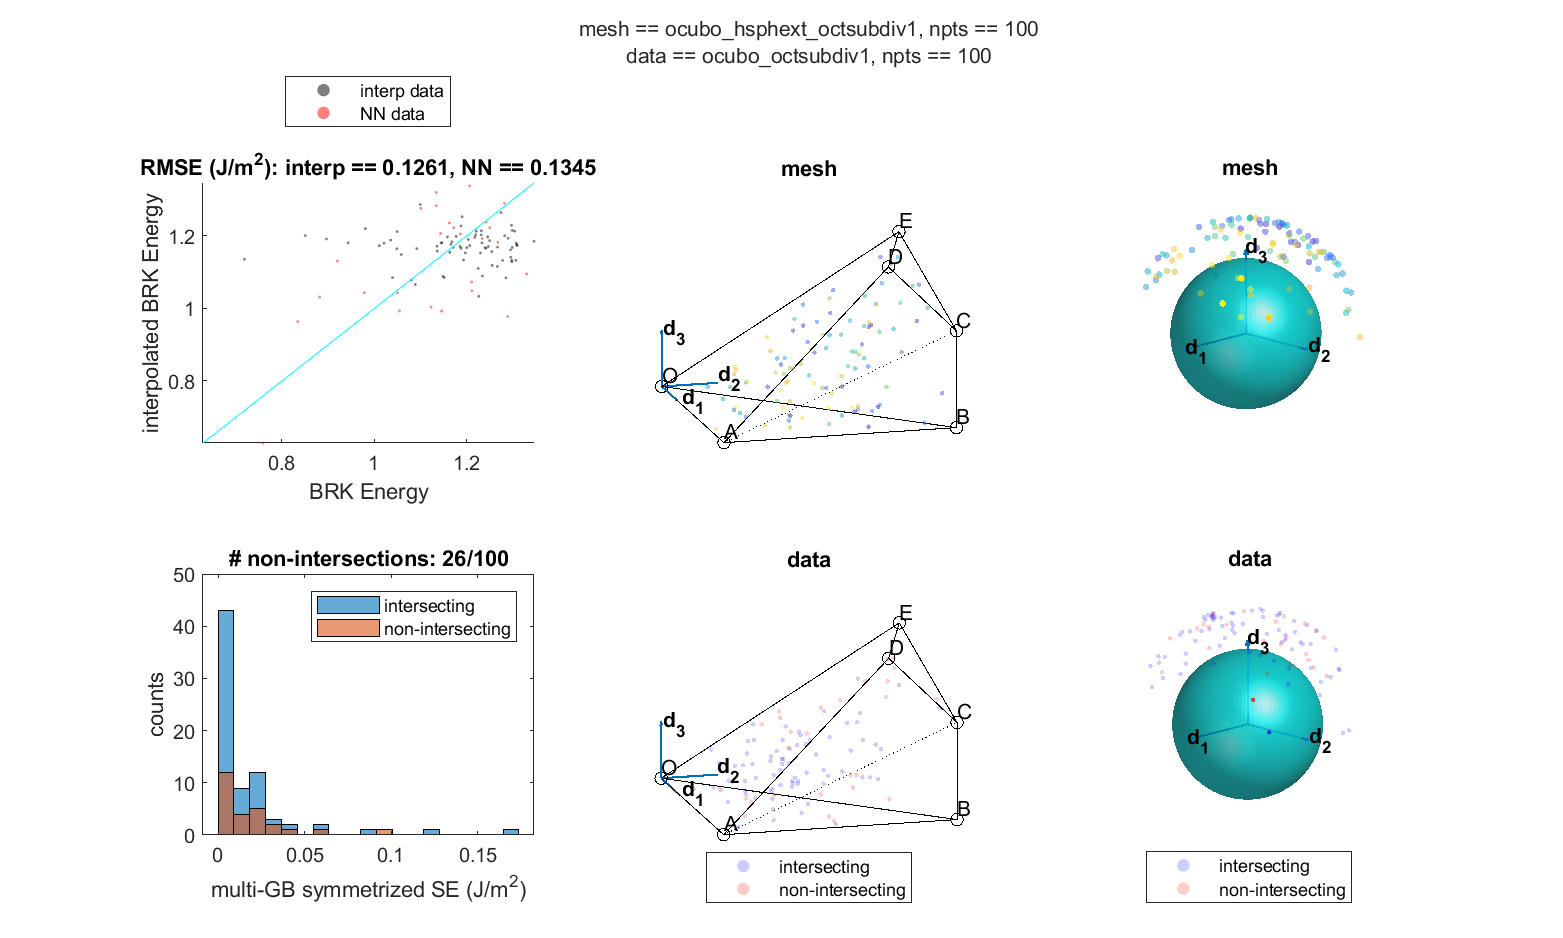 mesh == ocubo_hsphext_octsubdiv1, npts == 100
data == ocubo_octsubdiv1, npts == 100
interp data
NN data
RMSE (J/m2): interp == 0.1261, NN == 0.1345
interpolated BRK Energy
1.2
1
0.8
0.8
1
1.2
BRK Energy
mesh
E
D
C
d3
O
d2
d1
A
B
mesh
d3
d1
d2
# non-intersections: 26/100
intersecting
non-intersecting
counts
50
40
30
20
10
0
0
0.05
0.1
0.15
multi-GB symmetrized SE (J/m2)
data
E
D
C
d3
O
d2
d1
A
B
intersecting
non-intersecting
data
d3
d1
d2
intersecting
non-intersecting